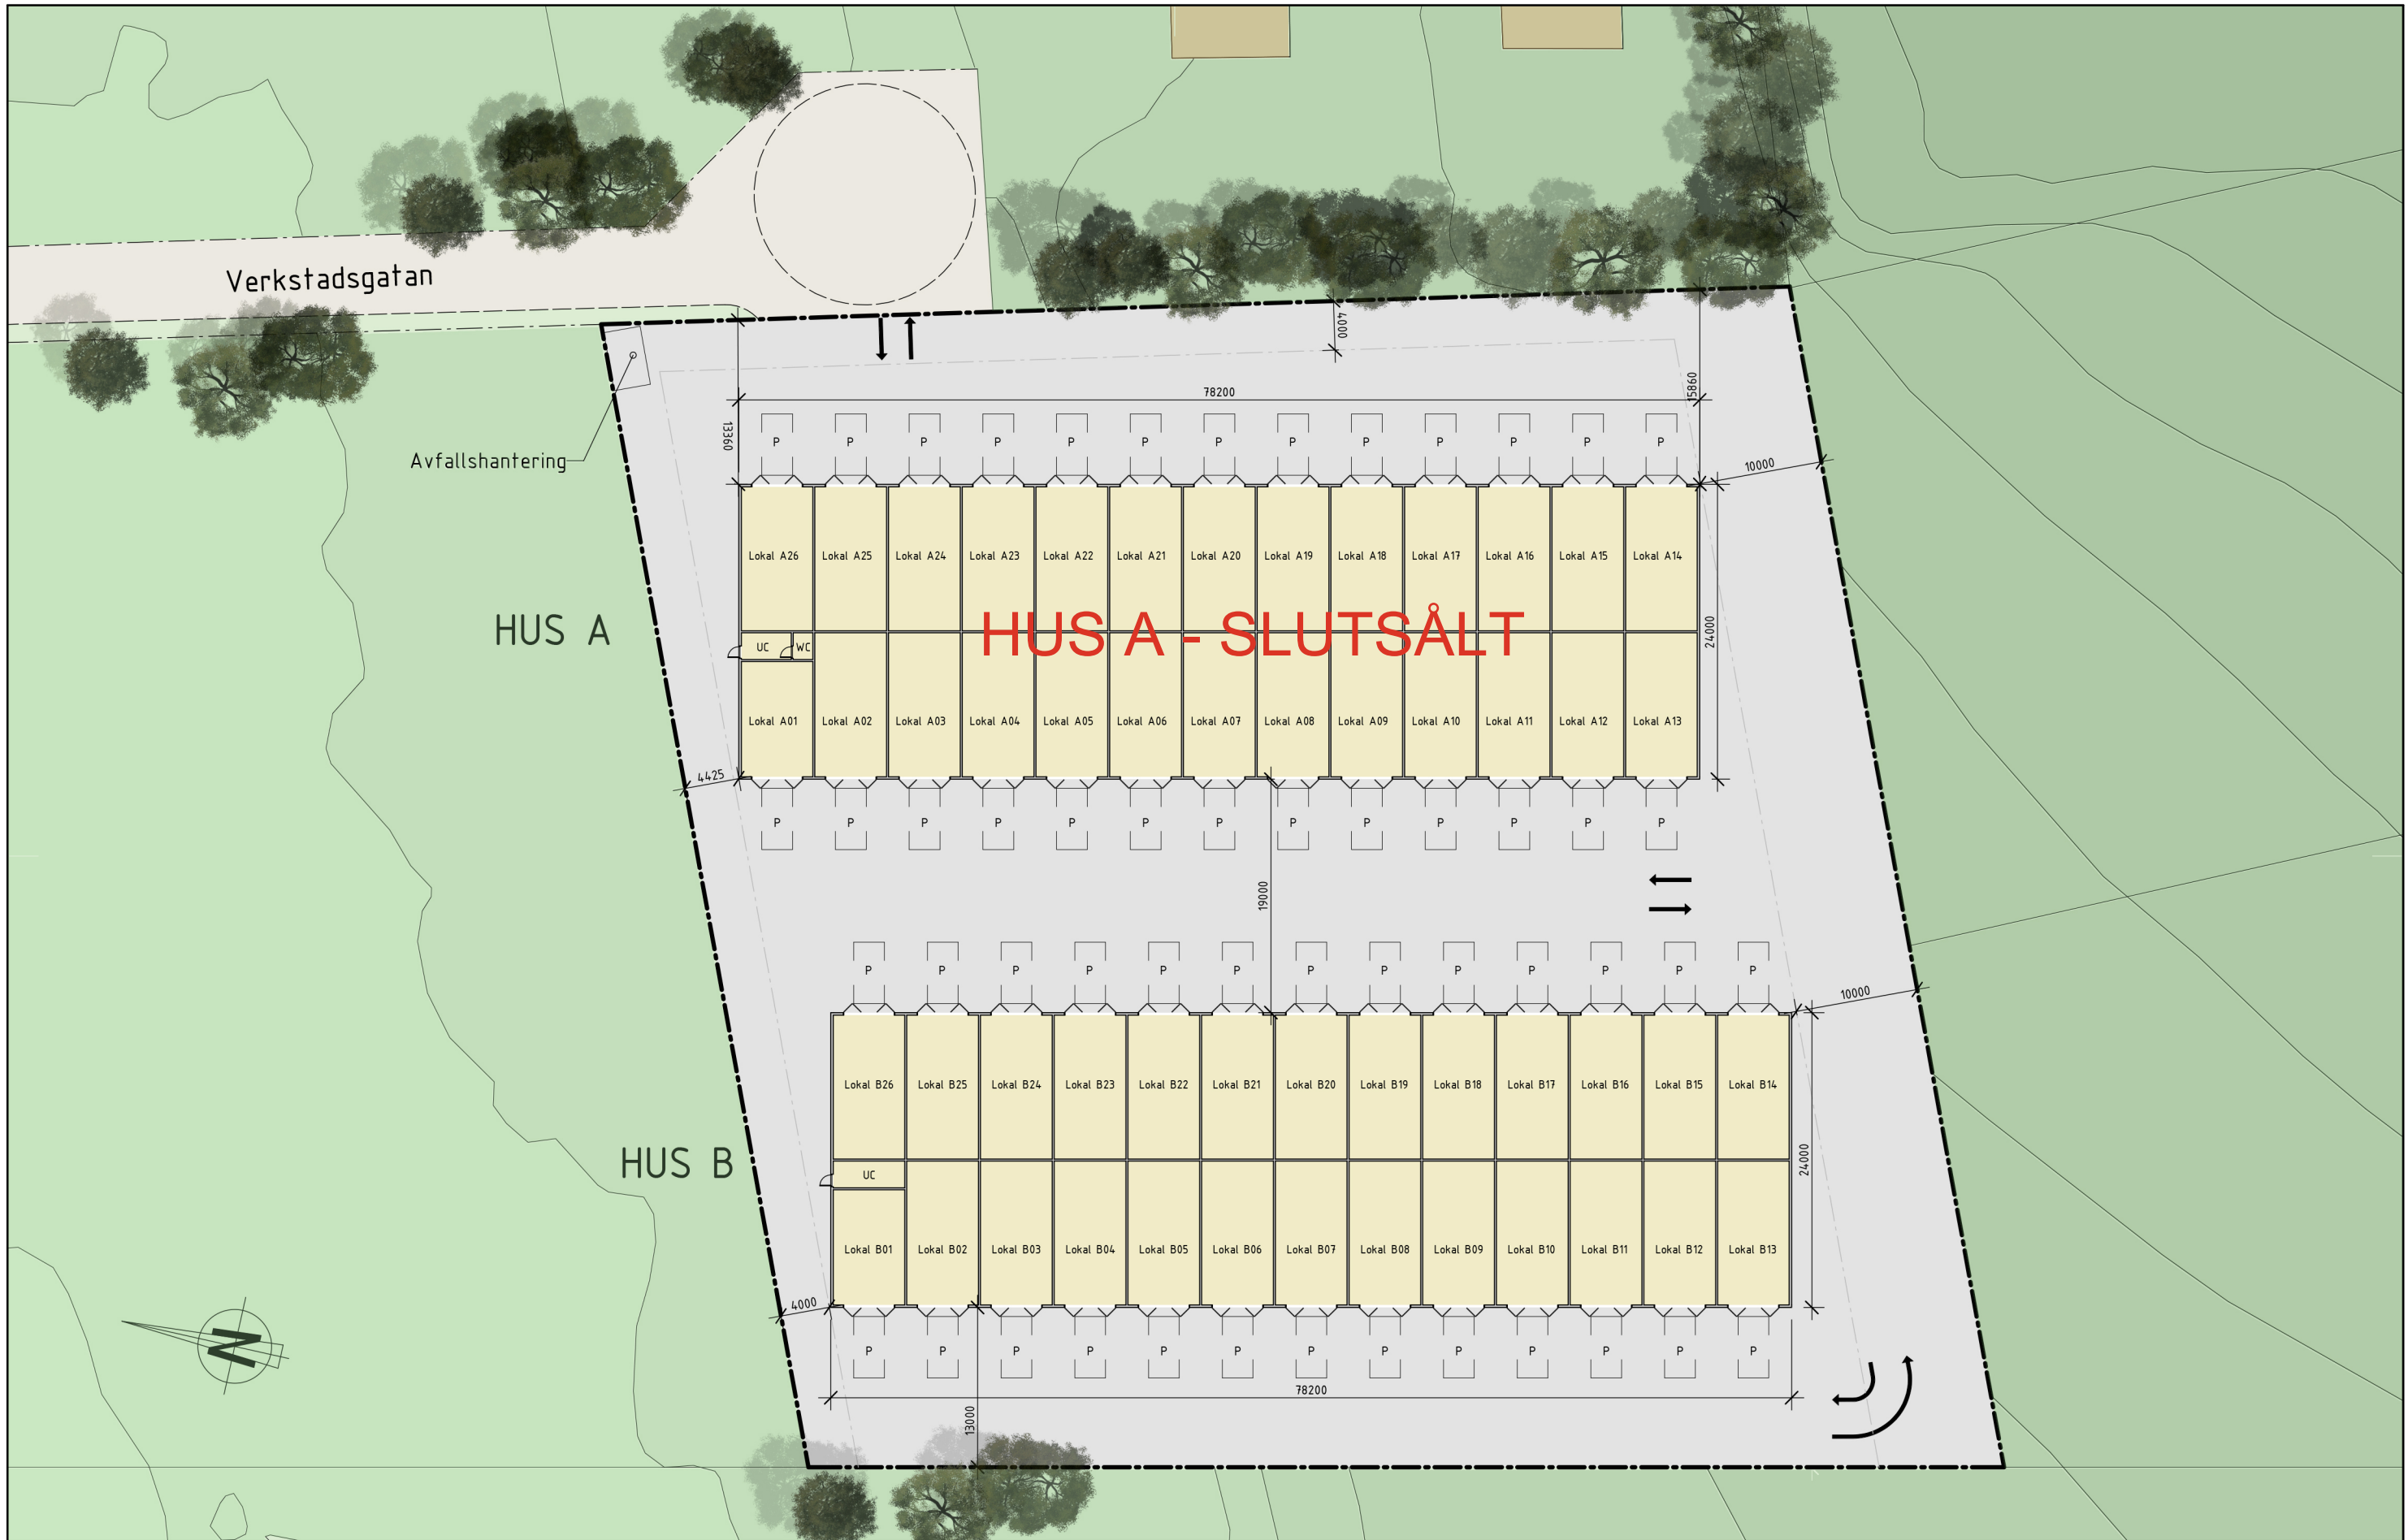 Verkstadsgatan
4000
78200
15860
13360
P P P P P P P P P P P P P
Avfallshantering
10000
Lokal A26 Lokal A25 Lokal A24 Lokal A23 Lokal A22 Lokal A21 Lokal A20 Lokal A19 Lokal A18 Lokal A17 Lokal A16 Lokal A15 Lokal A14
HUS A
HUS A - SLUTSÅLT
24000
UC WC
Lokal A01 Lokal A02 Lokal A03 Lokal A04 Lokal A05 Lokal A06 Lokal A07 Lokal A08 Lokal A09 Lokal A10 Lokal A11 Lokal A12 Lokal A13
4425
P P P P P P P P P P P P P
19000
P P P P P P P P P P P P P
10000
Lokal B26 Lokal B25 Lokal B24 Lokal B23 Lokal B22 Lokal B21 Lokal B20 Lokal B19 Lokal B18 Lokal B17 Lokal B16 Lokal B15 Lokal B14
HUS B
24000
UC
Lokal B01 Lokal B02 Lokal B03 Lokal B04 Lokal B05 Lokal B06 Lokal B07 Lokal B08 Lokal B09 Lokal B10 Lokal B11 Lokal B12 Lokal B13
4000
N
P P P P P P P P P P P P P
78200
13000